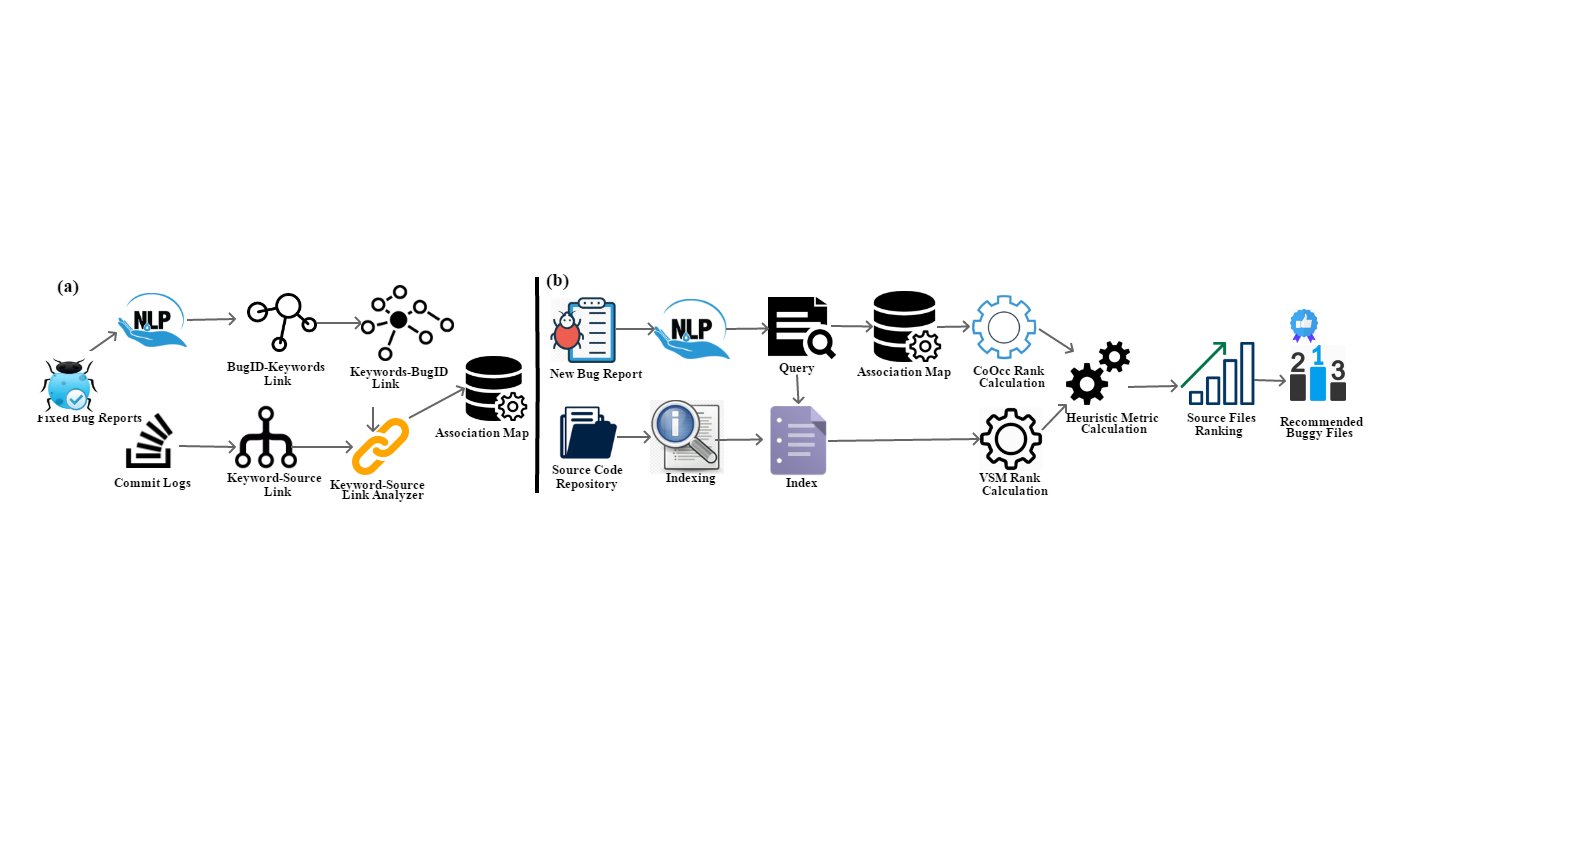 (a)
NLP
BugID-Keywords
Link
Keywords-BugID
Link
Fixed Bug Reports
Commit Logs
Keyword-Source
Link
Keyword-Source
Link Analyzer
Association Map
(b)
New Bug Report
NLP
Query
Association Map
CoOcc Rank
Calculation
Source Code
Repository
i
Indexing
Index
VSM Rank
Calculation
Heuristic Metric
Calculation
Source Files
Ranking
2 1 3
Recommended
Buggy Files